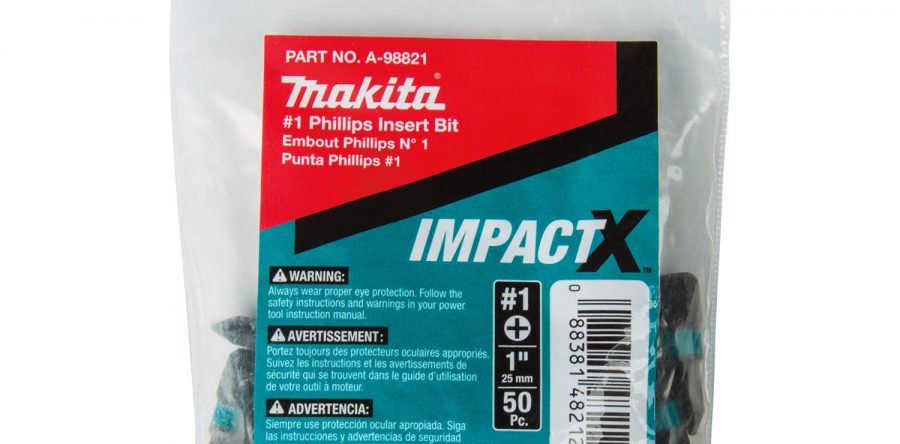 PART NO. A-98821
makita®
#1 Phillips Insert Bit
Embout Phillips N° 1
Punta Phillips #1
IMPACTX™
WARNING:
Always wear proper eye protection. Follow the
safety instructions and warnings in your power
tool instruction manual.
AVERTISSEMENT:
Portez toujours des protecteurs oculaires appropriés.
Suivez les instructions et les avertissements de
sécurité qui se trouvent dans le guide d'utilisation
de votre outil à moteur.
ADVERTENCIA:
Siempre use protección ocular apropiada. Siga
las instrucciones y advertencias de seguridad
#1
1"
25 mm
50
Pc.
0 88381 48212